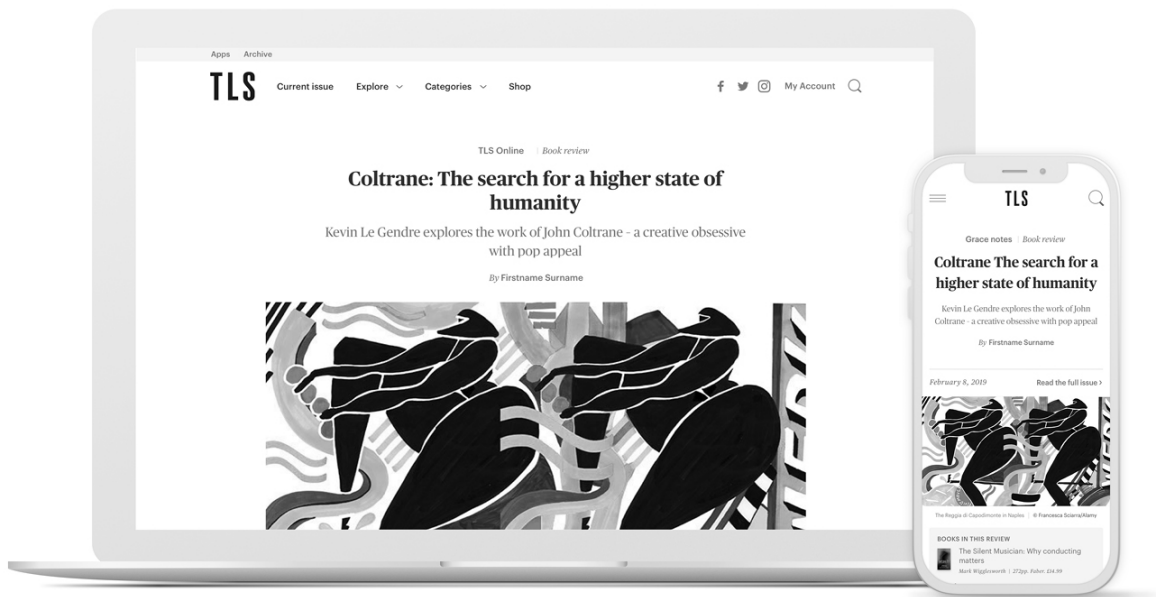 Apps Archive
TLS Current issue Explore Categories Shop My Account
TLS Online | Book review
Coltrane: The search for a higher state of
humanity
Kevin Le Gendre explores the work of John Coltrane - a creative obsessive
with pop appeal
By Firstname Surname
TLS
Grace notes | Book review
Coltrane The search for a
higher state of humanity
Kevin Le Gendre explores the work of John
Coltrane - a creative obsessive with pop appeal
By Firstname Surname
February 8, 2019 Read the full issue ›
The Reggia di Capodimonte in Naples | © Francesco Sciarra/Alamy
BOOKS IN THIS REVIEW
The Silent Musician: Why conducting
matters
Mark Wigglesworth | 272pp. Faber. £14.99